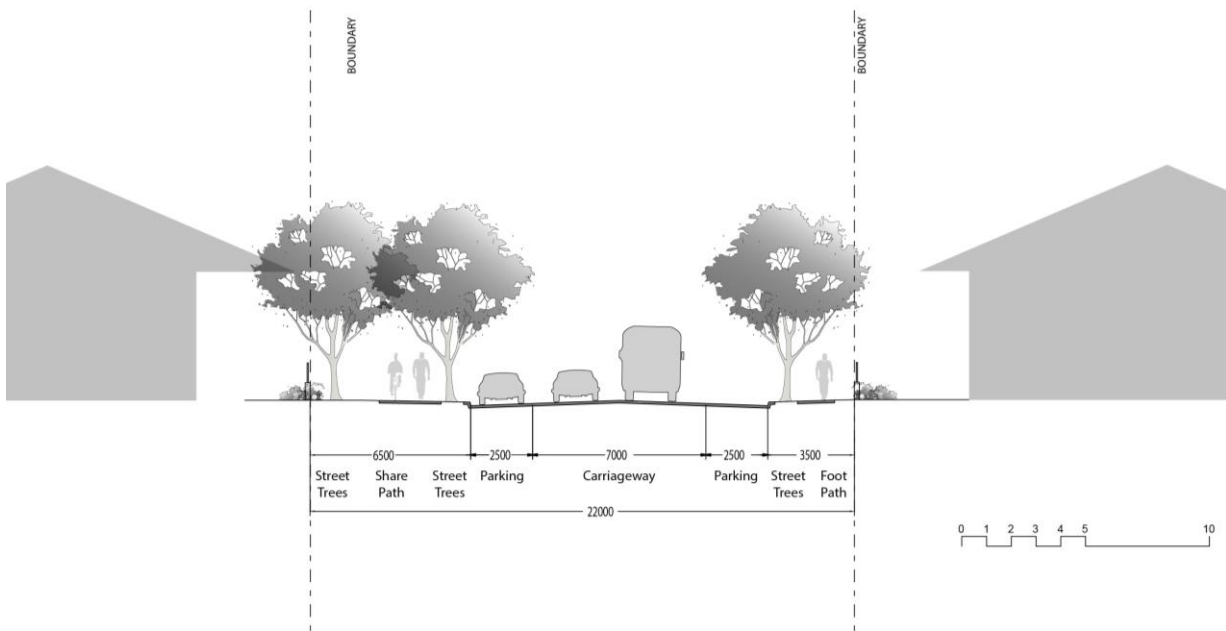 BOUNDARY
BOUNDARY
6500 2500 7000 2500 3500
Street Share Street Parking Carriageway Parking Street Foot
Trees Path Trees Trees Path
22000
0 1 2 3 4 5 10